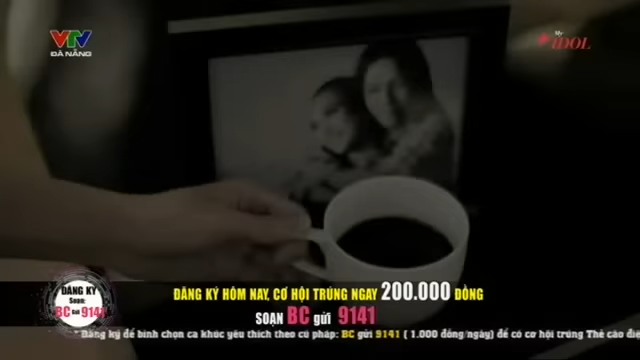 VTV
ĐÀ NẴNG
My
IDOL
ĐĂNG KÝ HÔM NAY, CƠ HỘI TRÚNG NGAY 200.000 ĐỒNG
SOẠN BC gửi 9141
ĐĂNG KÝ
Soạn:
BC Gửi 9141
* Đăng ký để bình chọn ca khúc yêu thích theo cú pháp: BC gửi 9141 ( 1.000 đồng/ngày) để có cơ hội trúng Thẻ cào điệ